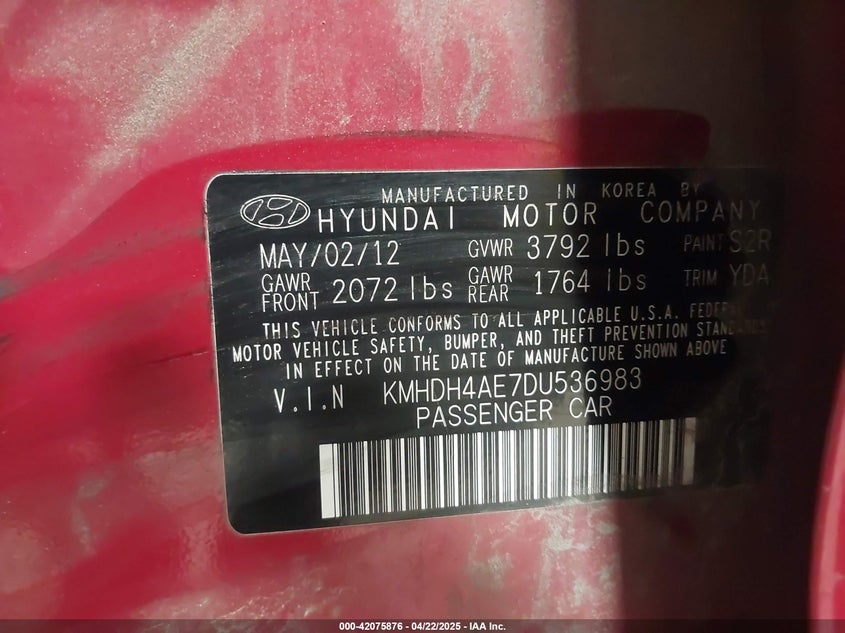 MANUFACTURED IN KOREA BY
HYUNDAI MOTOR COMPANY
MAY/02/12 GVWR 3792 lbs PAINT S2R
GAWR FRONT 2072 lbs GAWR REAR 1764 lbs TRIM YDA
THIS VEHICLE CONFORMS TO ALL APPLICABLE U.S.A. FEDERAL
MOTOR VEHICLE SAFETY, BUMPER, AND THEFT PREVENTION STANDARDS
IN EFFECT ON THE DATE OF MANUFACTURE SHOWN ABOVE
V.I.N KMHDH4AE7DU536983
PASSENGER CAR
000-42075876 - 04/22/2025 - IAA Inc.